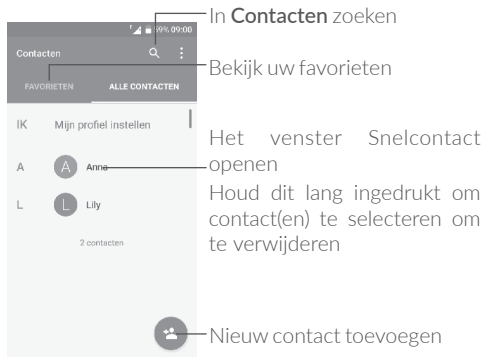 59% 09:00
Contacten
FAVORIETEN ALLE CONTACTEN
IK Mijn profiel instellen
A A Anna
L L Lily
2 contacten
In Contacten zoeken
Bekijk uw favorieten
Het venster Snelcontact
openen
Houd dit lang ingedrukt om
contact(en) te selecteren om
te verwijderen
Nieuw contact toevoegen